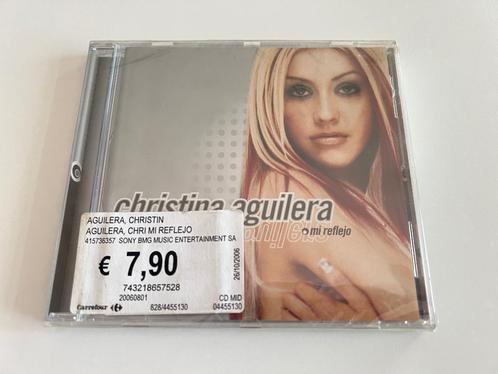 christina aguilera
mi reflejo
AGUILERA, CHRISTIN
AGUILERA, CHRI MI REFLEJO
415736357 SONY BMG MUSIC ENTERTAINMENT SA
€ 7,90
26/10/2006
743218657528
20060801
CD MID
Carrefour
828/4455130
04455130